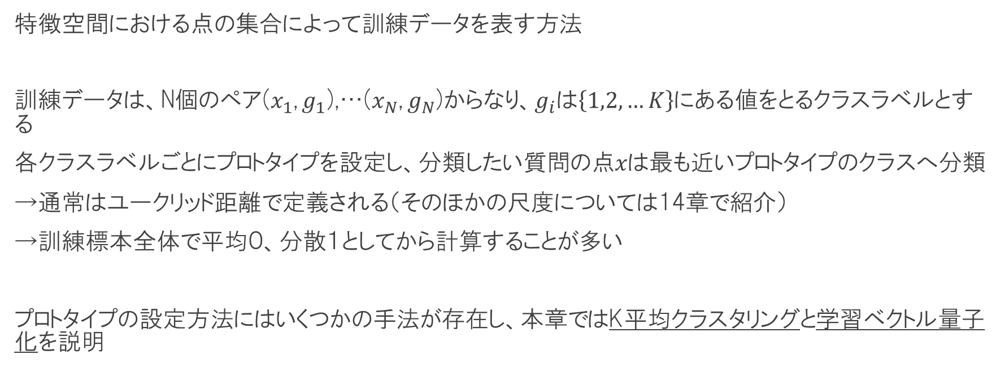 特徴空間における点の集合によって訓練データを表す方法
訓練データは、N個のペア(x₁, g₁),…(x_N, g_N)からなり、g_iは{1,2, … K}にある値をとるクラスラベルとす
る
各クラスラベルごとにプロトタイプを設定し、分類したい質問の点xは最も近いプロトタイプのクラスへ分類
→通常はユークリッド距離で定義される(そのほかの尺度については14章で紹介)
→訓練標本全体で平均0、分散1としてから計算することが多い
プロトタイプの設定方法にはいくつかの手法が存在し、本章ではK平均クラスタリングと学習ベクトル量子
化を説明